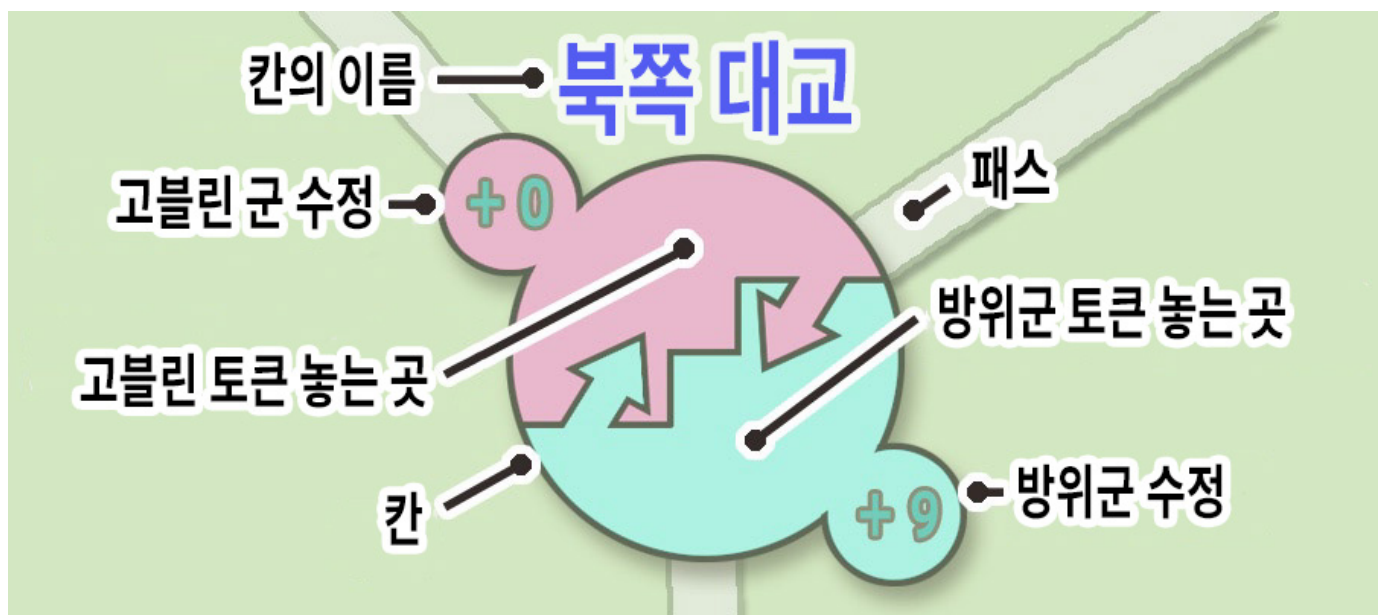 칸의 이름
북쪽 대교
패스
고블린 군 수정
+0
방위군 토큰 놓는 곳
고블린 토큰 놓는 곳
칸
방위군 수정
+9